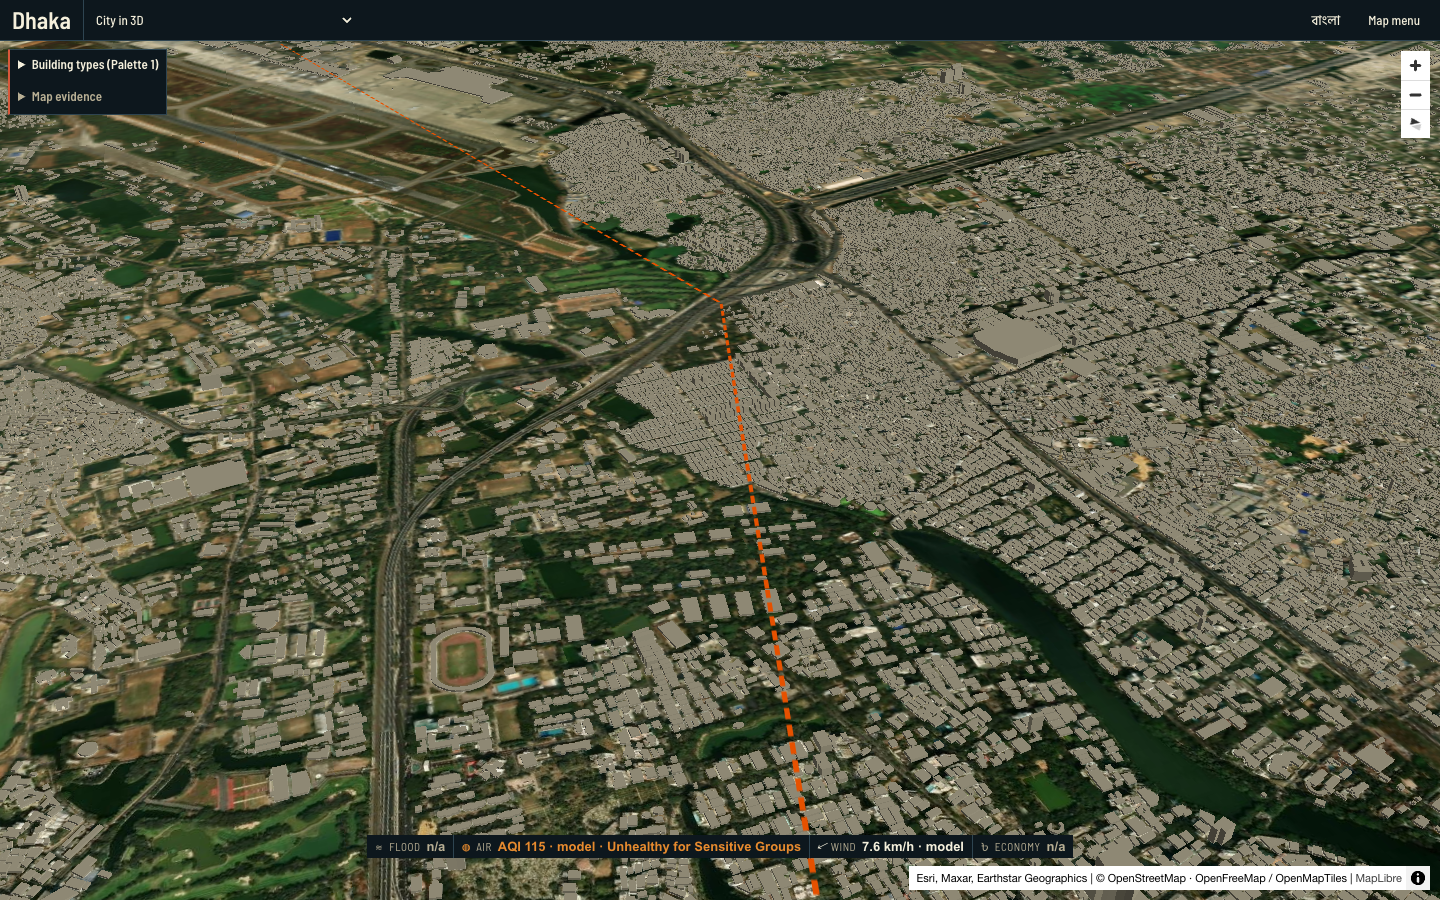 Dhaka
City in 3D
বাংলা
Map menu
Building types (Palette 1)
Map evidence
FLOOD n/a
AIR AQI 115 · model · Unhealthy for Sensitive Groups
WIND 7.6 km/h · model
৳ ECONOMY n/a
Esri, Maxar, Earthstar Geographics | © OpenStreetMap · OpenFreeMap / OpenMapTiles | MapLibre